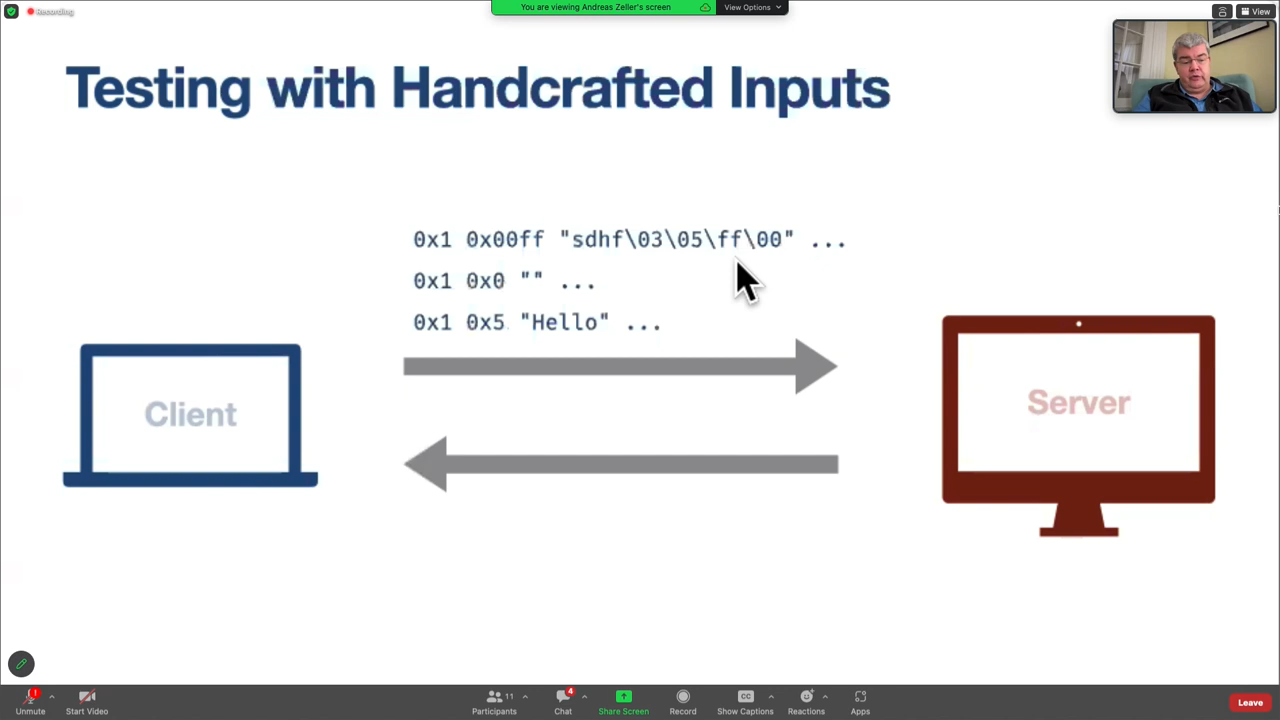 Recording
You are viewing Andreas Zeller's screen
View Options
View
Testing with Handcrafted Inputs
0x1 0x00ff "sdhf\03\05\ff\00" ...
0x1 0x0 "" ...
0x1 0x5 "Hello" ...
Client
Server
!
11
4
CC
Unmute
Start Video
Participants
Chat
Share Screen
Record
Show Captions
Reactions
Apps
Leave